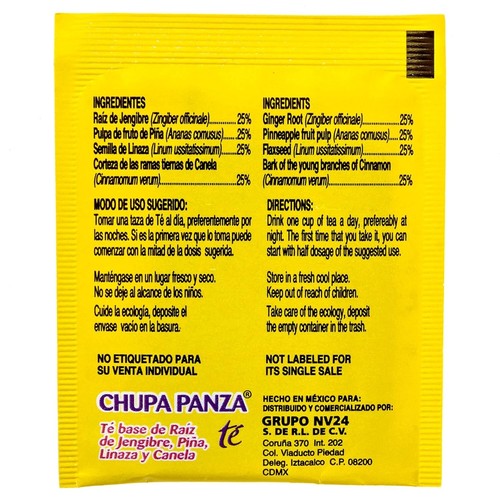 INGREDIENTES
Raíz de Jengibre (Zingiber officinale)..........25%
Pulpa de fruto de Piña (Ananas comusus)....25%
Semilla de Linaza (Linum ussitatissimum)....25%
Corteza de las ramas tiernas de Canela
(Cinnamomum verum)...............................25%
MODO DE USO SUGERIDO:
Tomar una taza de Té al día, preferentemente por
las noches. Si es la primera vez que lo toma puede
comenzar con la mitad de la dosis sugerida.
Manténgase en un lugar fresco y seco.
No se deje al alcance de los niños.
Cuide la ecología, deposite el
envase vacío en la basura.
NO ETIQUETADO PARA
SU VENTA INDIVIDUAL
CHUPA PANZA®
Té base de Raíz
de Jengibre, Piña,
Linaza y Canela
té
INGREDIENTS
Ginger Root (Zingiber officinale)..............25%
Pinneapple fruit pulp (Ananas comusus)....25%
Flaxseed (Linum ussitatissimum)............25%
Bark of the young branches of Cinnamon
(Cinnamomum verum)...........................25%
DIRECTIONS:
Drink one cup of tea a day, prefereably at
night. The first time that you take it, you can
start with half dosage of the suggested use.
Store in a fresh cool place.
Keep out of reach of children.
Take care of the ecology, deposit
the empty container in the trash.
NOT LABELED FOR
ITS SINGLE SALE
HECHO EN MÉXICO PARA:
DISTRIBUIDO Y COMERCIALIZADO POR:
GRUPO NV24
S. DE R.L. DE C.V.
Coruña 370 Int. 202
Col. Viaducto Piedad
Deleg. Iztacalco C.P. 08200
CDMX